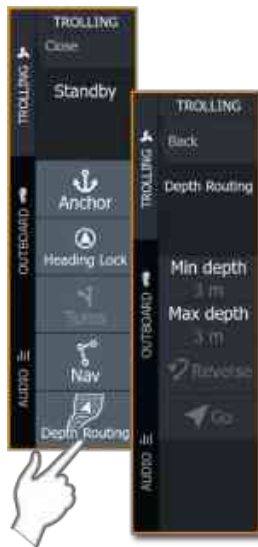 TROLLING
Close
Standby
Anchor
Heading Lock
Turns
Nav
Depth Routing
TROLLING
OUTBOARD
AUDIO
TROLLING
Back
Depth Routing
Min depth
3 m
Max depth
3 m
Reverse
Go
TROLLING
OUTBOARD
AUDIO